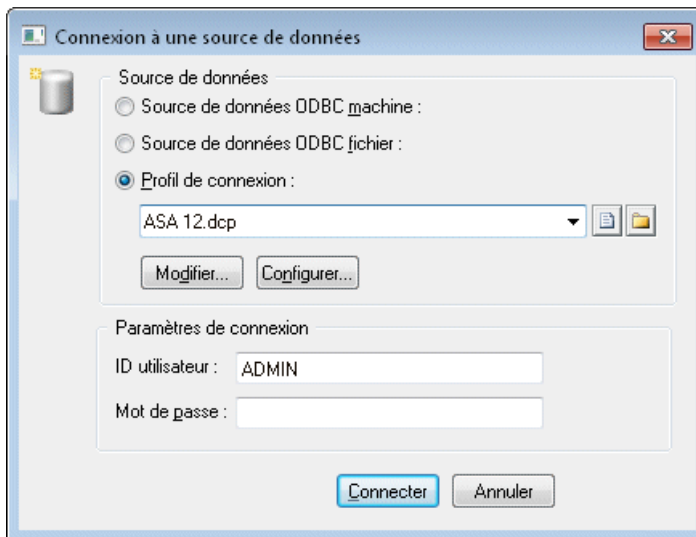 Connexion à une source de données
Source de données
Source de données ODBC machine :
Source de données ODBC fichier :
Profil de connexion :
ASA 12.dcp
Modifier... Configurer...
Paramètres de connexion
ID utilisateur : ADMIN
Mot de passe :
Connecter Annuler